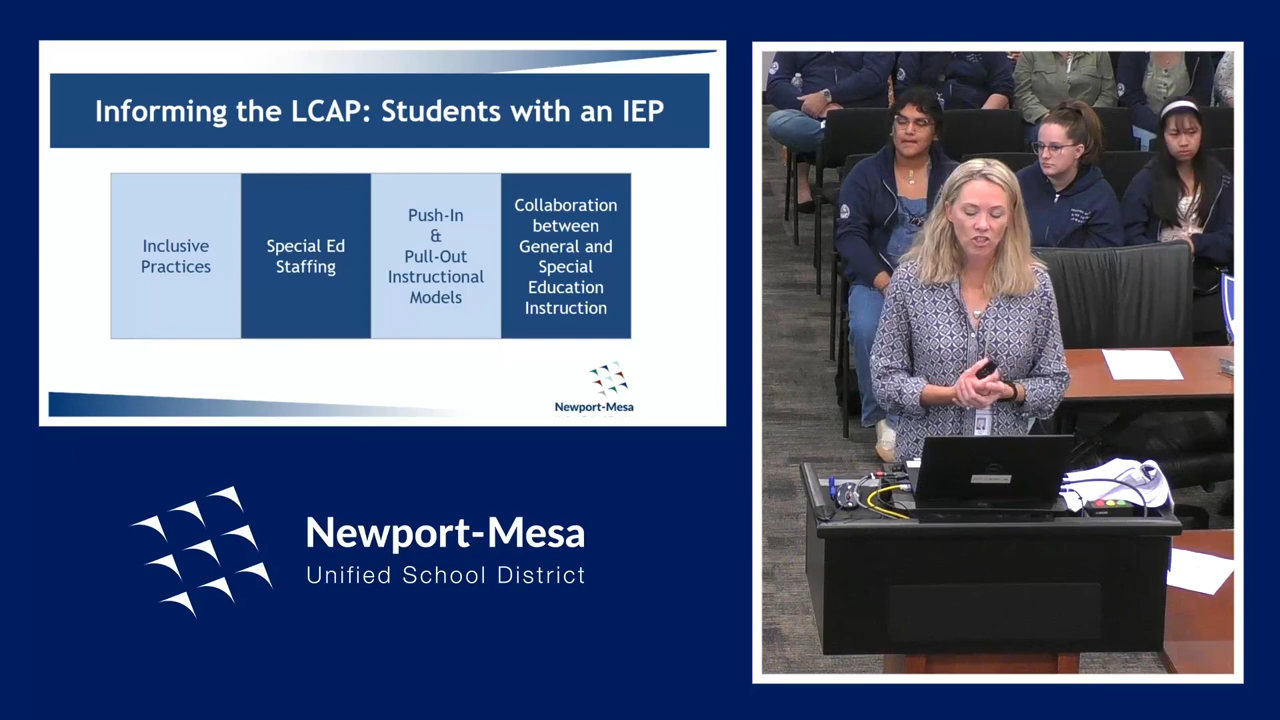 Informing the LCAP: Students with an IEP
Inclusive
Practices
Special Ed
Staffing
Push-In
&
Pull-Out
Instructional
Models
Collaboration
between
General and
Special
Education
Instruction
Newport-Mesa
Newport-Mesa
Unified School District